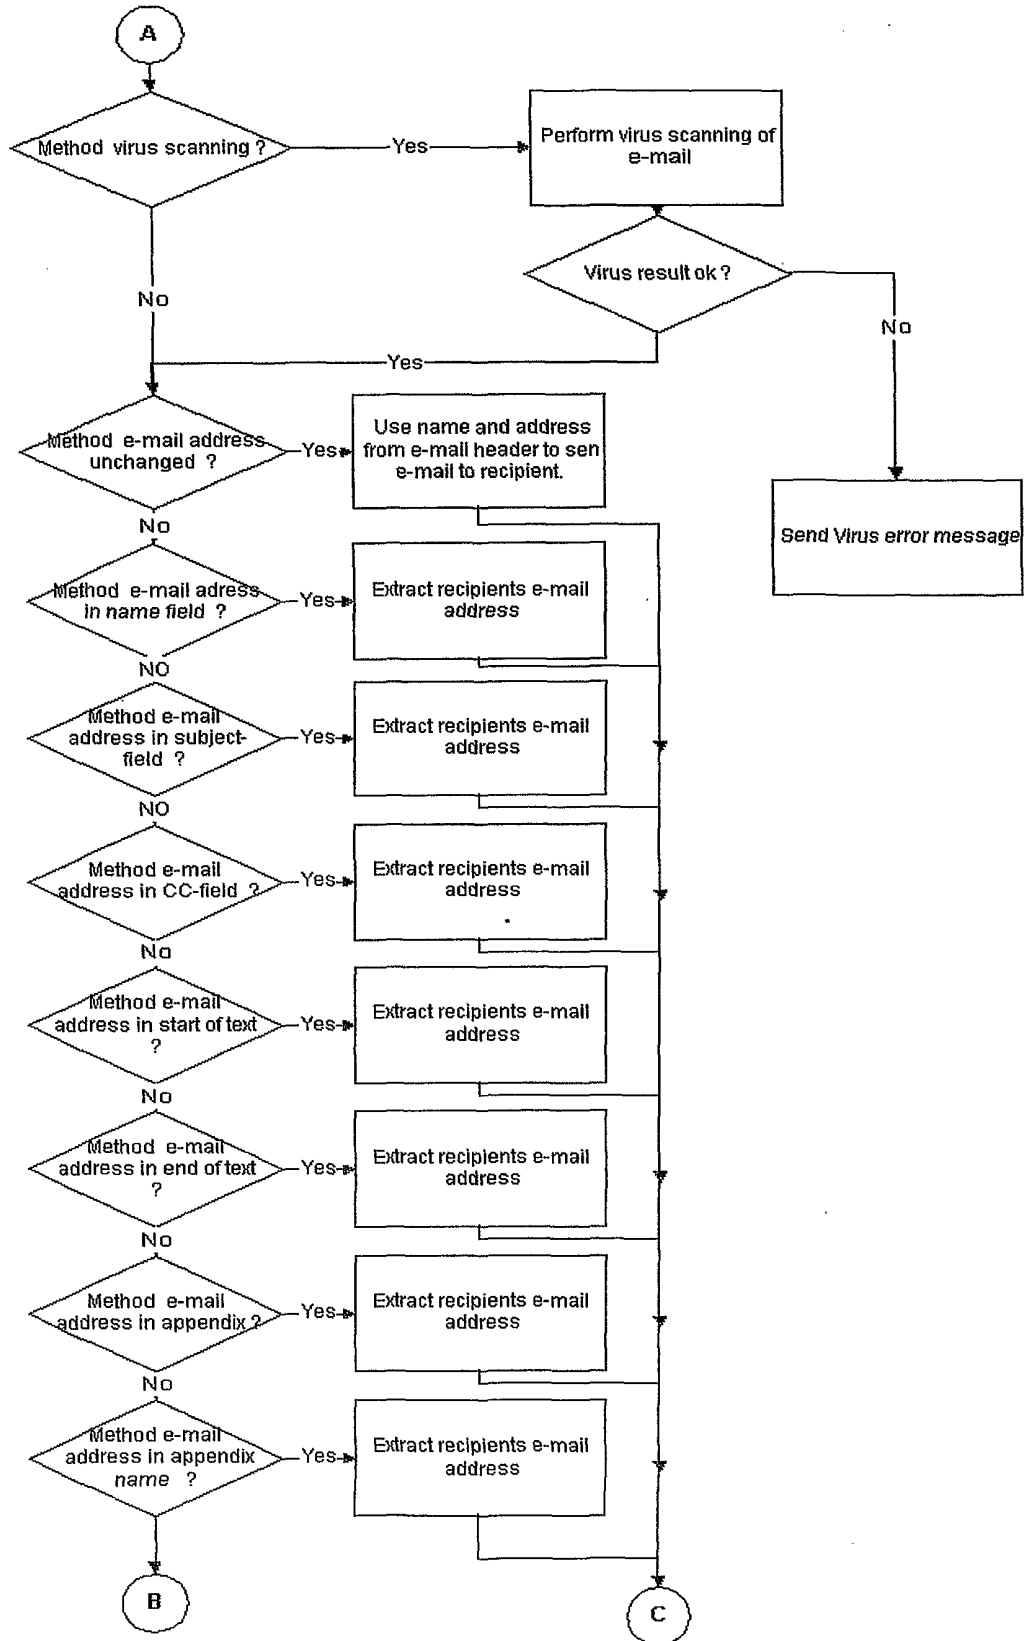 A
Method virus scanning ?
Yes
Perform virus scanning of
e-mail
Virus result ok ?
No
No
Yes
Method e-mail address
unchanged ?
Yes
Use name and address
from e-mail header to sen
e-mail to recipient.
Send Virus error message
No
Method e-mail adress
in name field ?
Yes
Extract recipients e-mail
address
NO
Method e-mail
address in subject-
field ?
Yes
Extract recipients e-mail
address
NO
Method e-mail
address in CC-field ?
Yes
Extract recipients e-mail
address
No
Method e-mail
address in start of text
?
Yes
Extract recipients e-mail
address
No
Method e-mail
address in end of text
?
Yes
Extract recipients e-mail
address
No
Method e-mail
address in appendix ?
Yes
Extract recipients e-mail
address
No
Method e-mail
address in appendix
name ?
Yes
Extract recipients e-mail
address
B
C